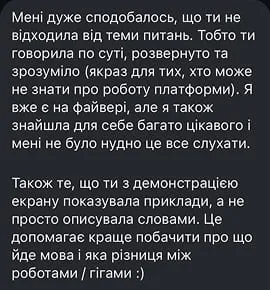 Мені дуже сподобалось, що ти не
відходила від теми питань. Тобто ти
говорила по суті, розвернуто та
зрозуміло (якраз для тих, хто може
не знати про роботу платформи). Я
вже є на файвері, але я також
знайшла для себе багато цікавого і
мені не було нудно це все слухати.

Також те, що ти з демонстрацією
екрану показувала приклади, а не
просто описувала словами. Це
допомагає краще побачити про що
йде мова і яка різниця між
роботами / гігами :)